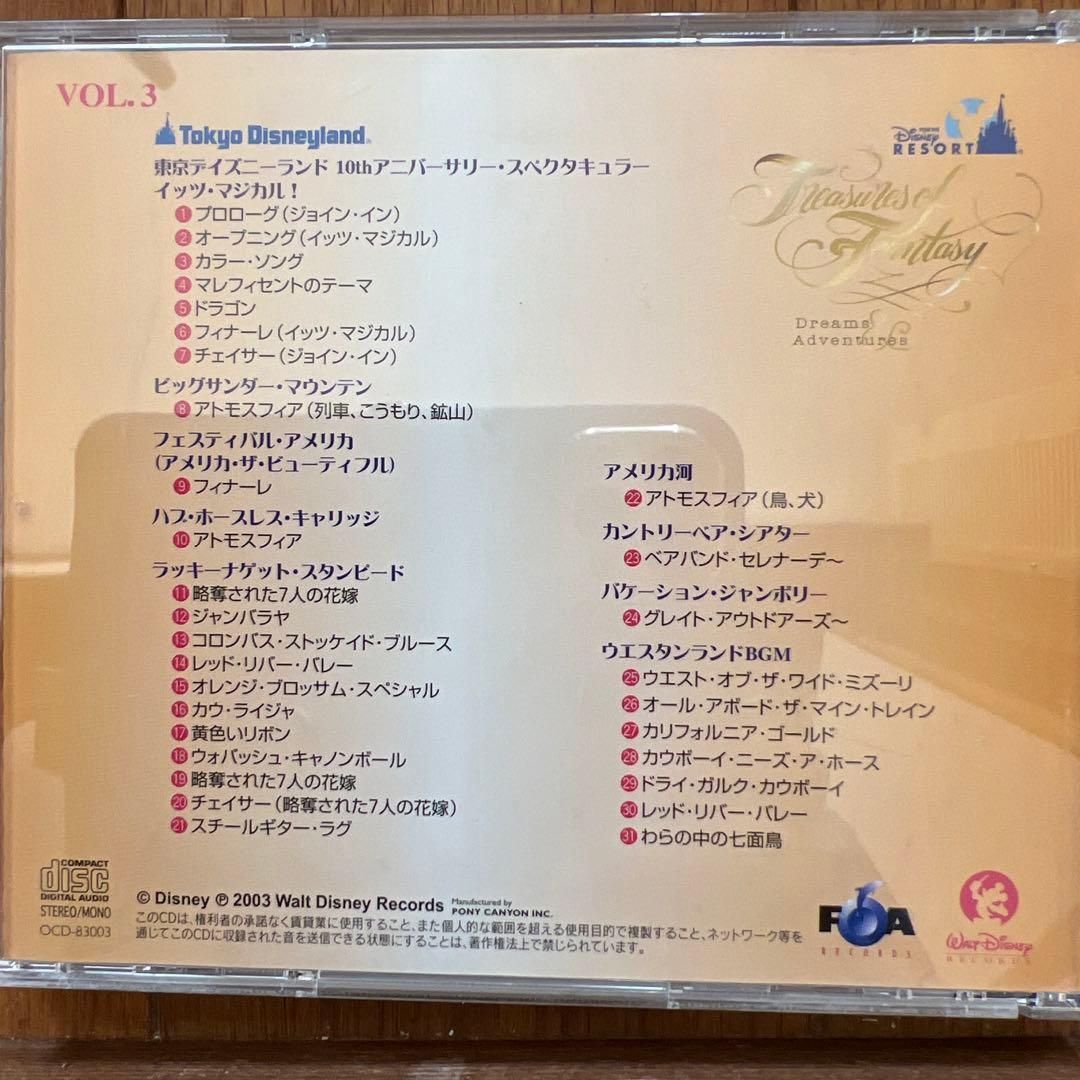 VOL. 3
Tokyo Disneyland
TOKYO Disney RESORT
Treasures of Fantasy
Dreams & Adventures
東京ディズニーランド 10thアニバーサリー・スペクタキュラー
イッツ・マジカル！
1 プロローグ（ジョイン・イン）
2 オープニング（イッツ・マジカル）
3 カラー・ソング
4 マレフィセントのテーマ
5 ドラゴン
6 フィナーレ（イッツ・マジカル）
7 チェイサー（ジョイン・イン）
ビッグサンダー・マウンテン
8 アトモスフィア（列車、こうもり、鉱山）
フェスティバル・アメリカ
（アメリカ・ザ・ビューティフル）
9 フィナーレ
ハブ・ホースレス・キャリッジ
10 アトモスフィア
ラッキーナゲット・スタンピード
11 略奪された7人の花嫁
12 ジャンバラヤ
13 コロンバス・ストッケイド・ブルース
14 レッド・リバー・バレー
15 オレンジ・ブロッサム・スペシャル
16 カウ・ライジャ
17 黄色いリボン
18 ウォバッシュ・キャノンボール
19 略奪された7人の花嫁
20 チェイサー（略奪された7人の花嫁）
21 スチールギター・ラグ
アメリカ河
22 アトモスフィア（鳥、犬）
カントリーベア・シアター
23 ベアバンド・セレナーデ～
バケーション・ジャンボリー
24 グレイト・アウトドアーズ～
ウエスタンランドBGM
25 ウエスト・オブ・ザ・ワイド・ミズーリ
26 オール・アボード・ザ・マイン・トレイン
27 カリフォルニア・ゴールド
28 カウボーイ・ニーズ・ア・ホース
29 ドライ・ガルク・カウボーイ
30 レッド・リバー・バレー
31 わらの中の七面鳥
COMPACT
disc
DIGITAL AUDIO
STEREO/MONO
OCD-83003
© Disney ℗ 2003 Walt Disney Records Manufactured by PONY CANYON INC.
このCDは、権利者の承諾なく賃貸業に使用すること、また個人的な範囲を超える使用目的で複製すること、ネットワーク等を
通じてこのCDに収録された音を送信できる状態にすることは、著作権法上で禁じられています。
FOA
RECORDS
WALT DISNEY
RECORDS